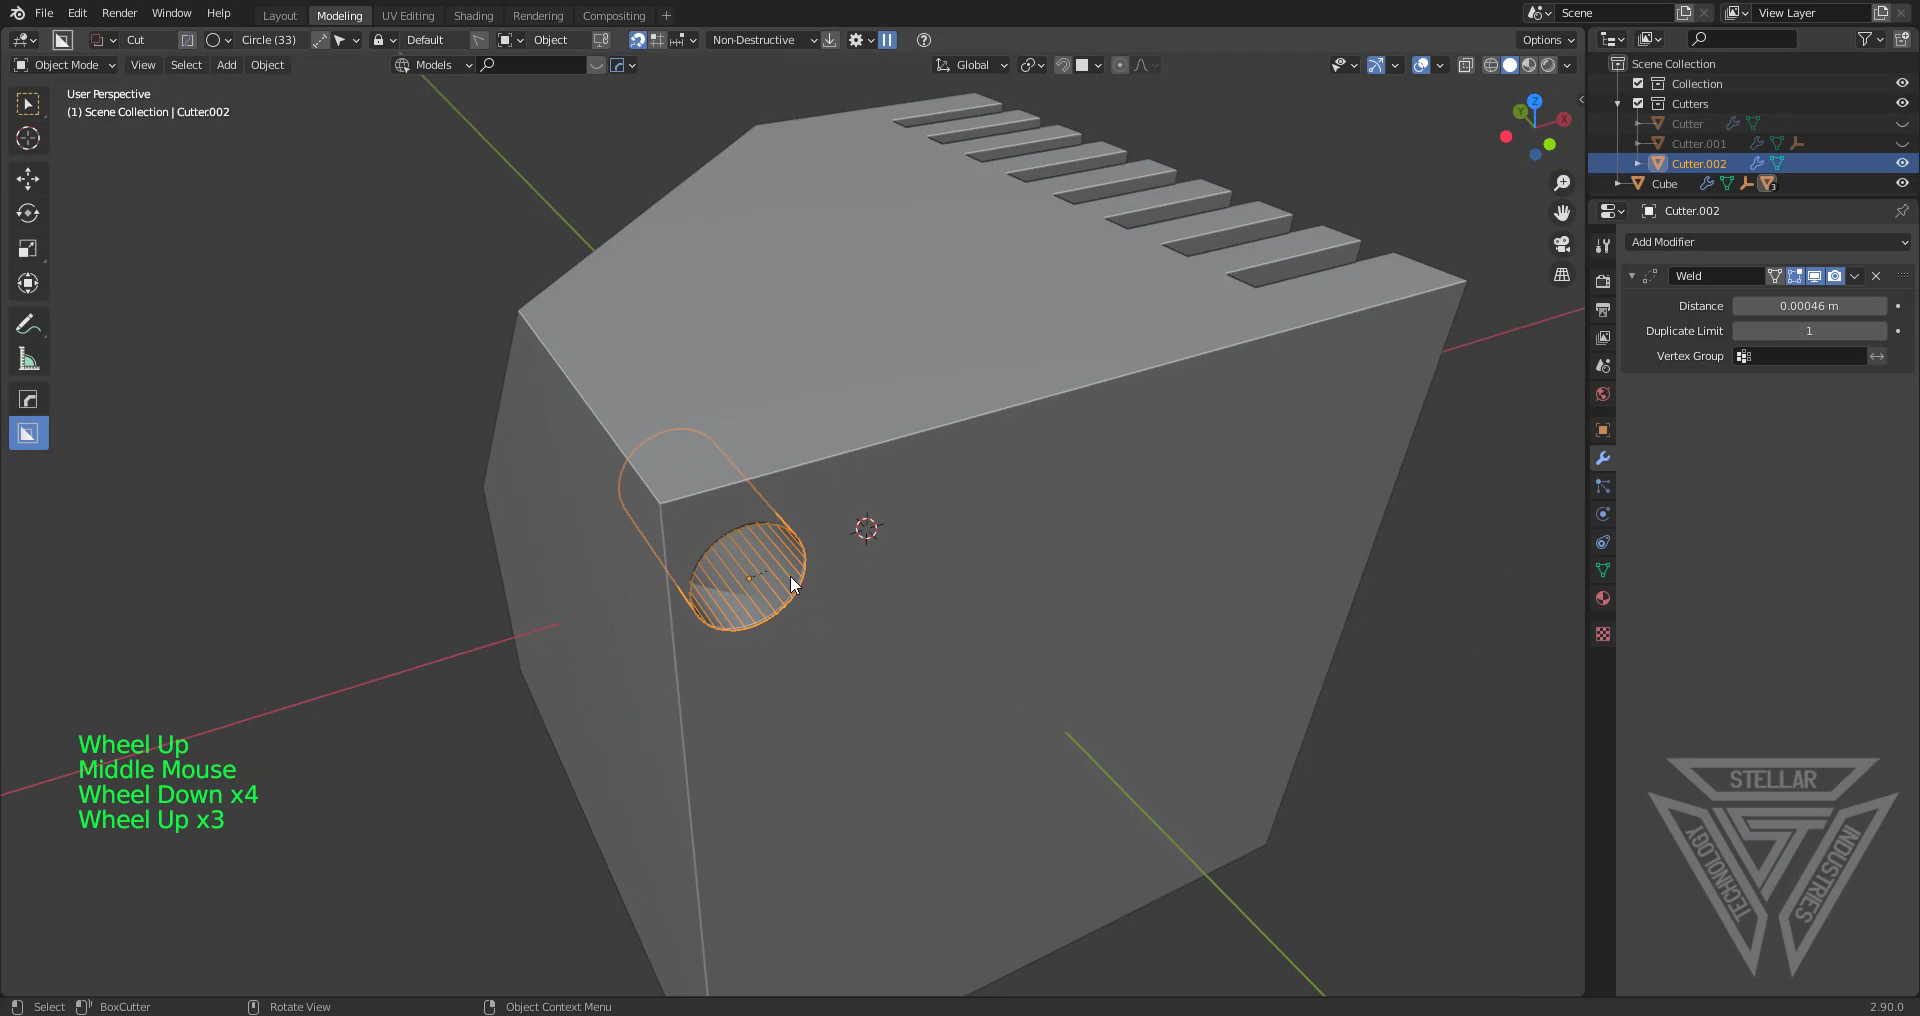 File Edit Render Window Help Layout Modeling UV Editing Shading Rendering Compositing + Scene View Layer
Cut Circle (33) Default Object Non-Destructive Options
Object Mode View Select Add Object Models Global
User Perspective
(1) Scene Collection | Cutter.002
Z
Y
X
Scene Collection
Collection
Cutters
Cutter
Cutter.001
Cutter.002
Cube 3
Cutter.002
Add Modifier
Weld
Distance 0.00046 m
Duplicate Limit 1
Vertex Group
Wheel Up
Middle Mouse
Wheel Down x4
Wheel Up x3
STELLAR
TECHNOLOGY
INDUSTRIES
Select BoxCutter Rotate View Object Context Menu 2.90.0